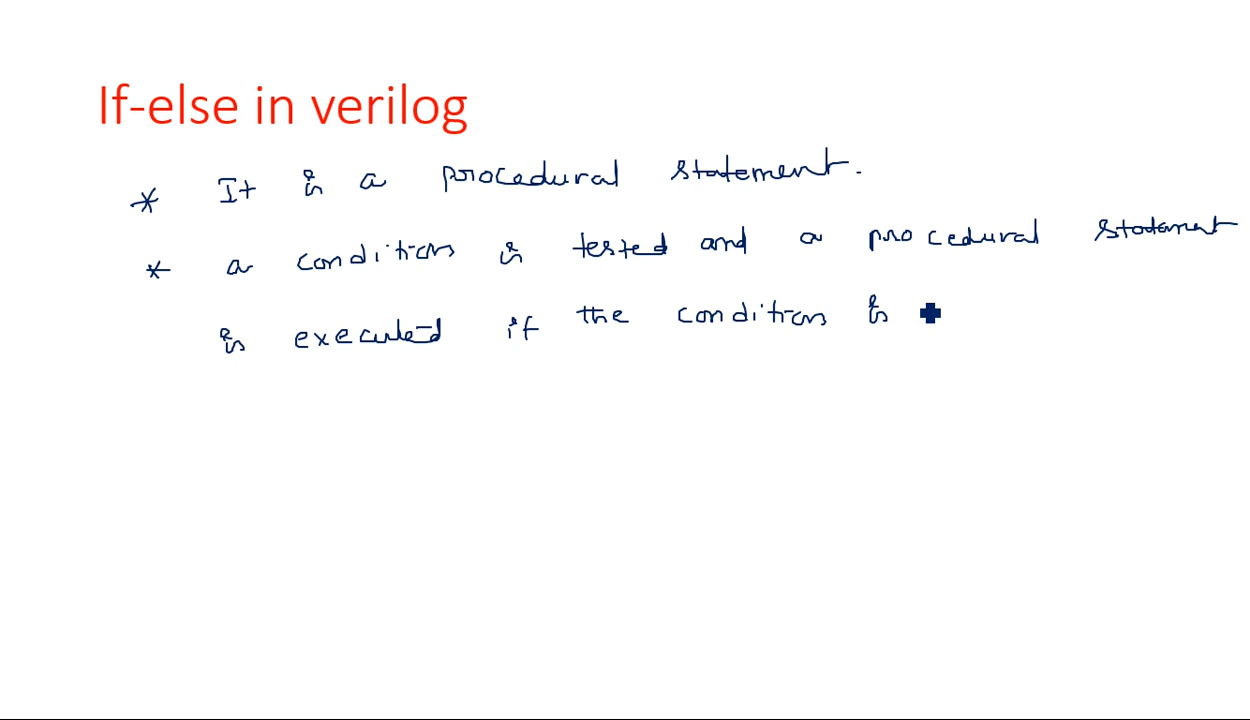 If-else in verilog
* It is a procedural statement.
* a condition is tested and a procedural statement
is executed if the condition is